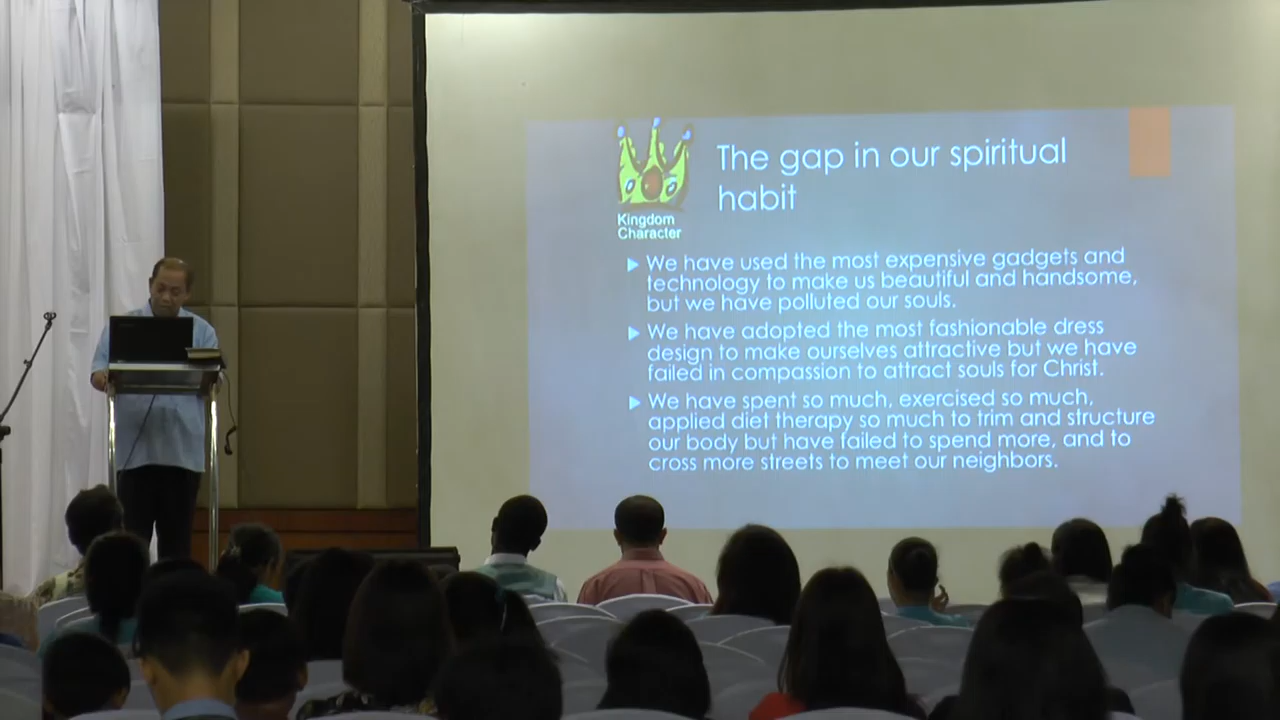 The gap in our spiritual
habit
Kingdom
Character
We have used the most expensive gadgets and
technology to make us beautiful and handsome,
but we have polluted our souls.
We have adopted the most fashionable dress
design to make ourselves attractive but we have
failed in compassion to attract souls for Christ.
We have spent so much, exercised so much,
applied diet therapy so much to trim and structure
our body but have failed to spend more, and to
cross more streets to meet our neighbors.